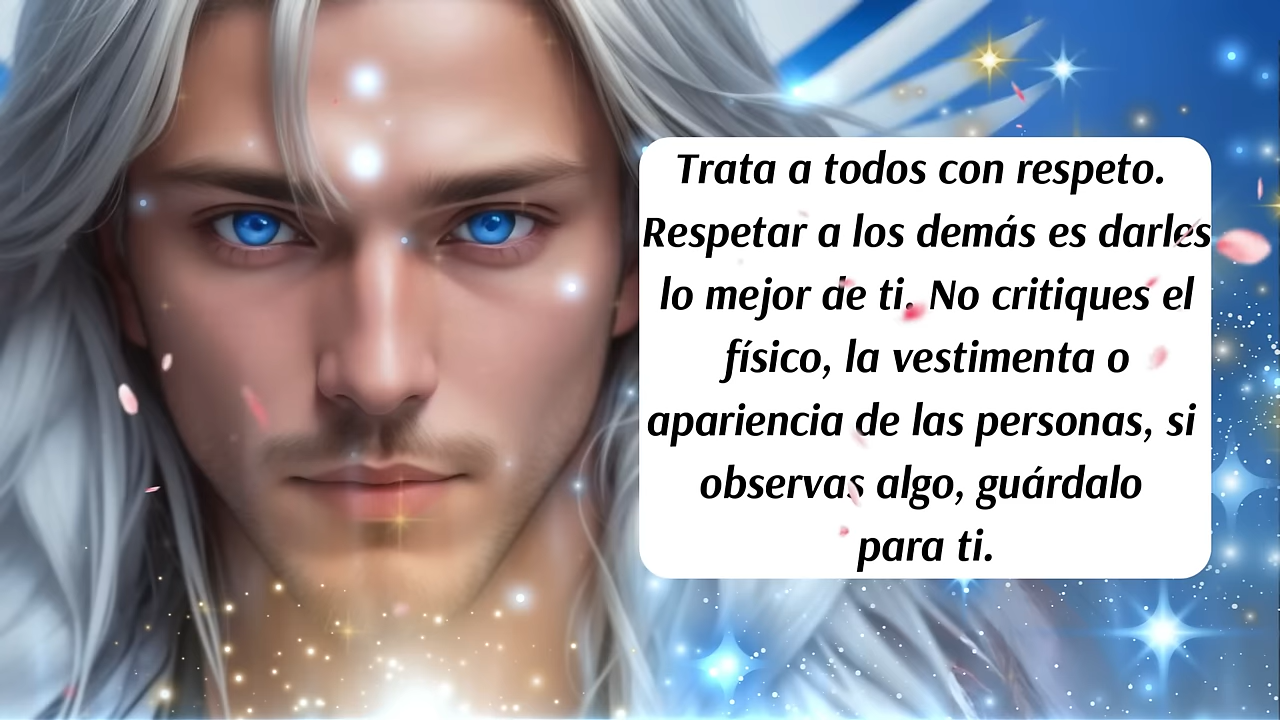 Trata a todos con respeto.
Respetar a los demás es darles
lo mejor de ti. No critiques el
físico, la vestimenta o
apariencia de las personas, si
observas algo, guárdalo
para ti.